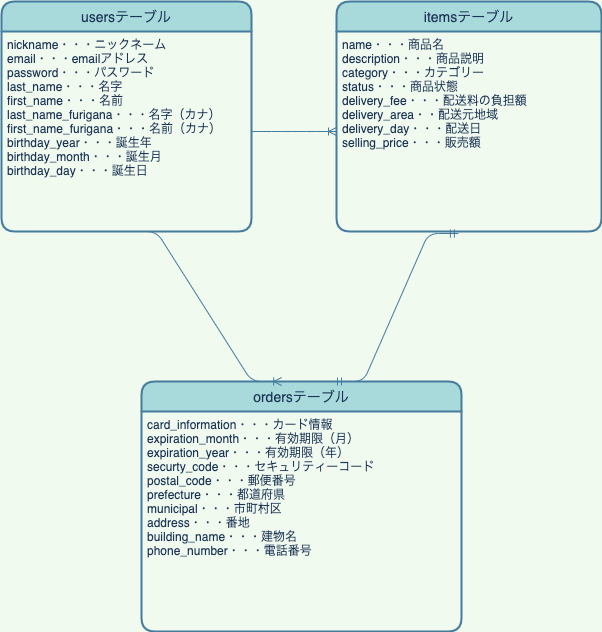 usersテーブル
nickname・・・ニックネーム
email・・・emailアドレス
password・・・パスワード
last_name・・・名字
first_name・・・名前
last_name_furigana・・・名字（カナ）
first_name_furigana・・・名前（カナ）
birthday_year・・・誕生年
birthday_month・・・誕生月
birthday_day・・・誕生日
itemsテーブル
name・・・商品名
description・・・商品説明
category・・・カテゴリー
status・・・商品状態
delivery_fee・・・配送料の負担額
delivery_area・・配送元地域
delivery_day・・・配送日
selling_price・・・販売額
ordersテーブル
card_information・・・カード情報
expiration_month・・・有効期限（月）
expiration_year・・・有効期限（年）
securty_code・・・セキュリティーコード
postal_code・・・郵便番号
prefecture・・・都道府県
municipal・・・市町村区
address・・・番地
building_name・・・建物名
phone_number・・・電話番号